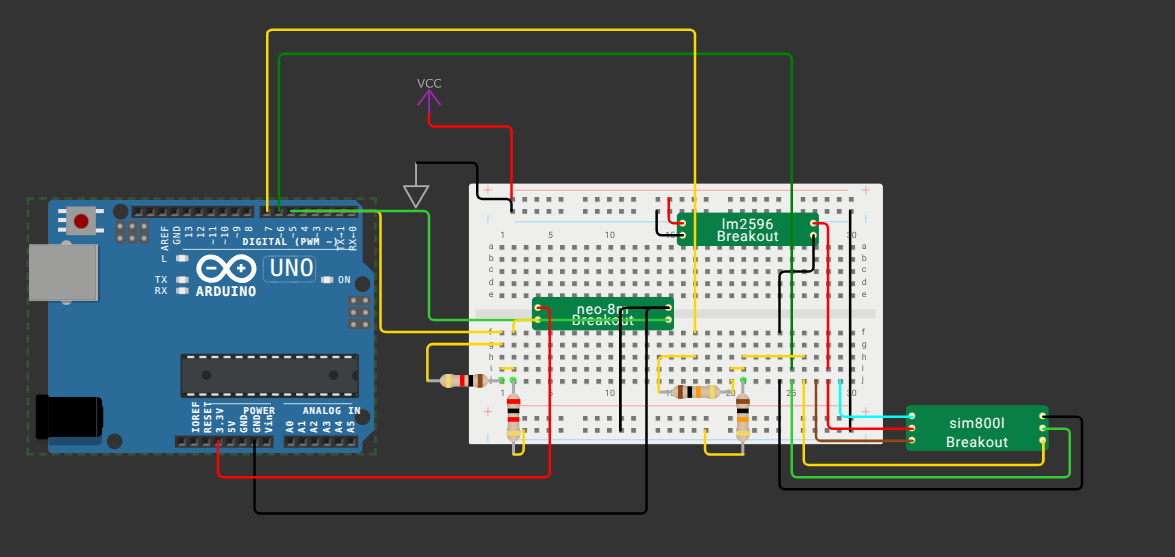 VCC
AREF
GND
13
12
~11
~10
~9
8
7
6
~5
4
~3
2
TX→1
RX←0
DIGITAL (PWM ~)
L
TX
RX
ARDUINO
UNO
ON
IOREF
RESET
3.3V
5V
GND
GND
Vin
POWER
ANALOG IN
A0
A1
A2
A3
A4
A5
lm2596
Breakout
1
5
10
15
30
a
b
c
d
e
a
b
c
d
e
Breakout
f
g
h
i
j
f
g
h
i
j
1
5
10
15
20
25
30
sim800l
Breakout